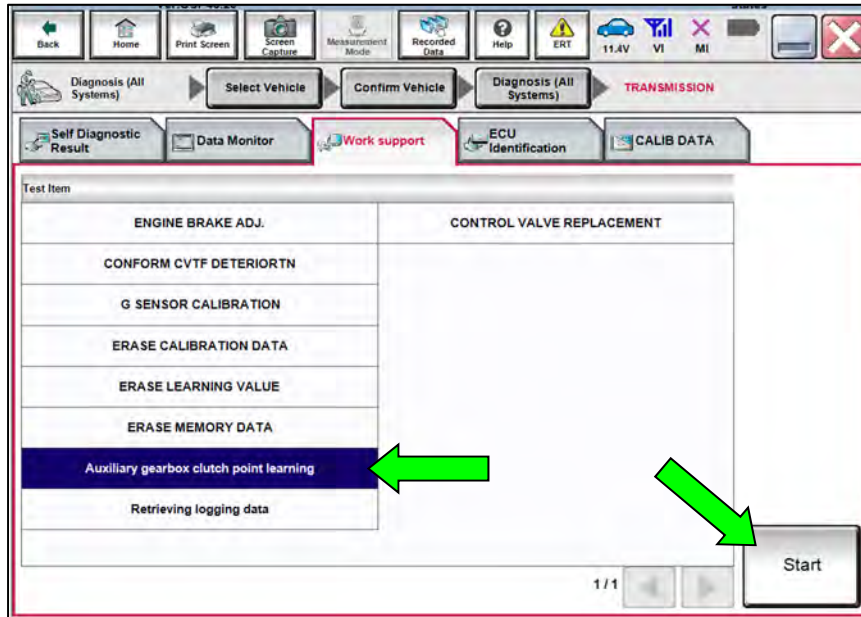 Back
Home
Print Screen
Screen
Capture
Measurement
Mode
Recorded
Data
Help
ERT
11.4V
VI
MI
Diagnosis (All
Systems)
Select Vehicle
Confirm Vehicle
Diagnosis (All
Systems)
TRANSMISSION
Self Diagnostic
Result
Data Monitor
Work support
ECU
Identification
CALIB DATA
Test Item
ENGINE BRAKE ADJ.
CONTROL VALVE REPLACEMENT
CONFORM CVTF DETERIORTN
G SENSOR CALIBRATION
ERASE CALIBRATION DATA
ERASE LEARNING VALUE
ERASE MEMORY DATA
Auxiliary gearbox clutch point learning
Retrieving logging data
1/1
Start